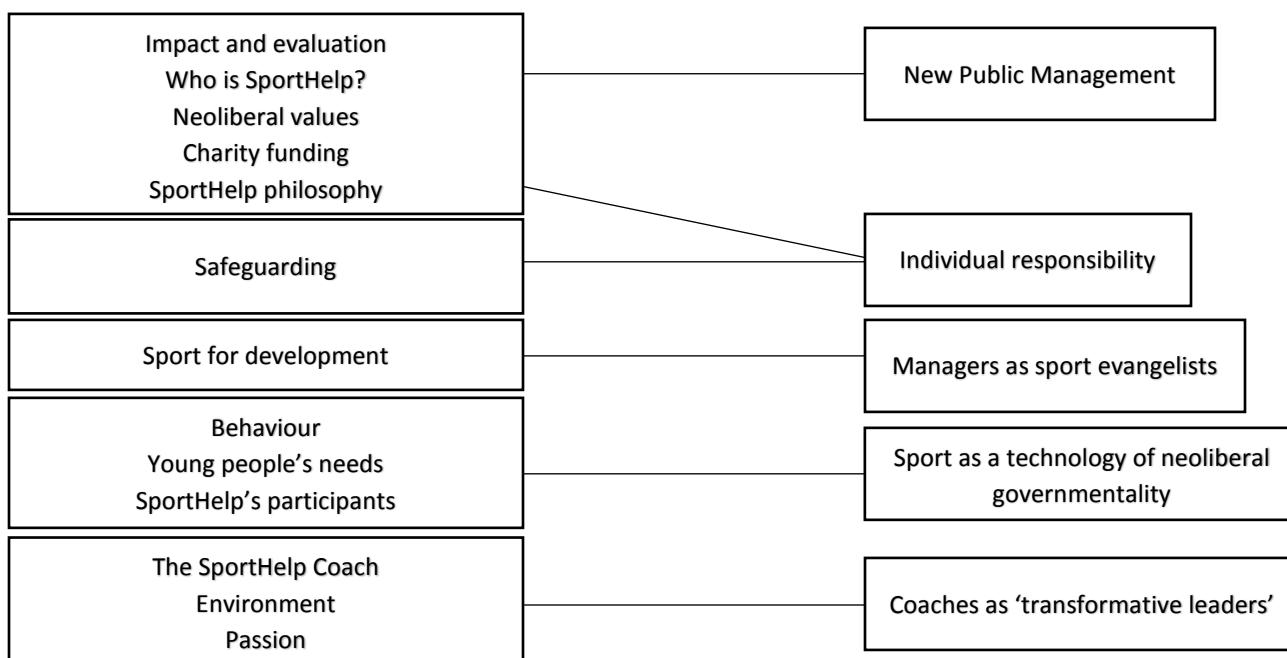 Impact and evaluation
Who is SportHelp?
Neoliberal values
Charity funding
SportHelp philosophy
New Public Management
Safeguarding
Individual responsibility
Sport for development
Managers as sport evangelists
Behaviour
Young people’s needs
SportHelp’s participants
Sport as a technology of neoliberal
governmentality
The SportHelp Coach
Environment
Passion
Coaches as ‘transformative leaders’